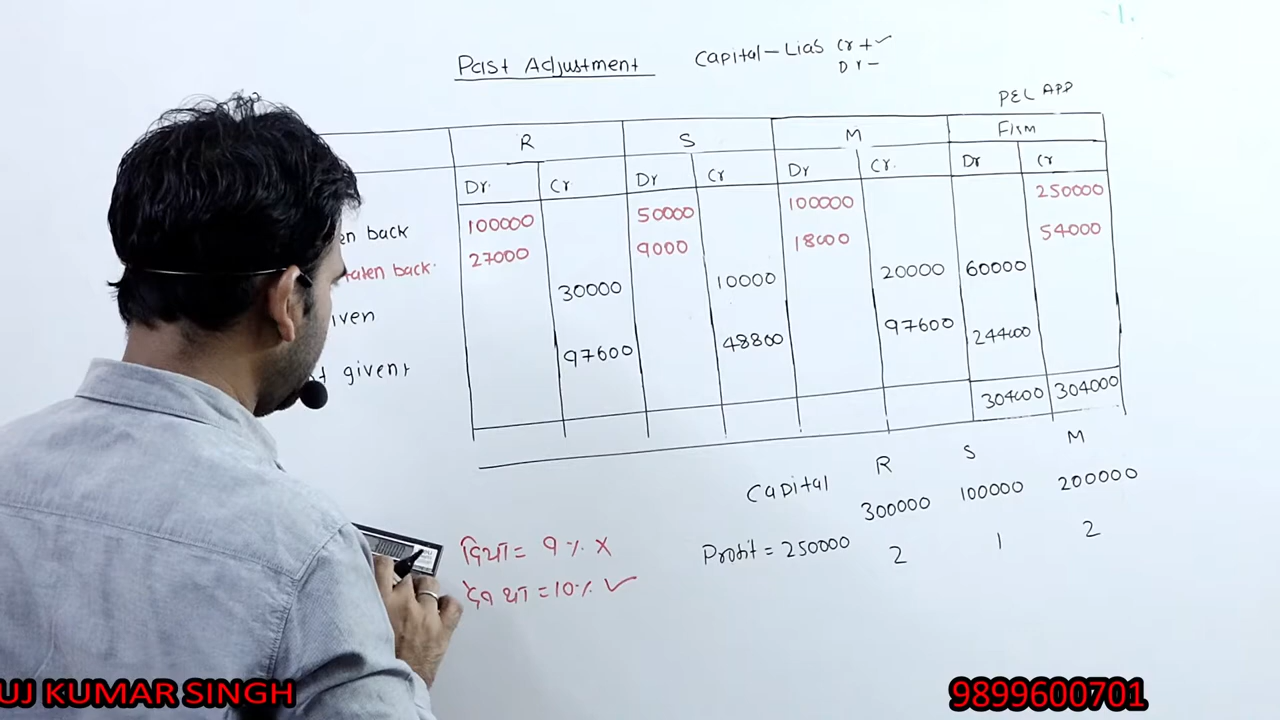 Past Adjustment
Capital - Lias Cr + ✓
Dr -
P&L APP
R S M Firm
Dr. Cr Dr Cr Dr Cr. Dr Cr
en back 100000 50000 100000 250000
taken back. 27000 9000 18000 54000
iven 30000 10000 20000 60000
given, 97600 48800 97600 244000
304000 304000
R S M
Capital 300000 100000 200000
Profit = 250000 2 1 2
दिया = 9% X
देना था = 10% ✓
UJ KUMAR SINGH
9899600701